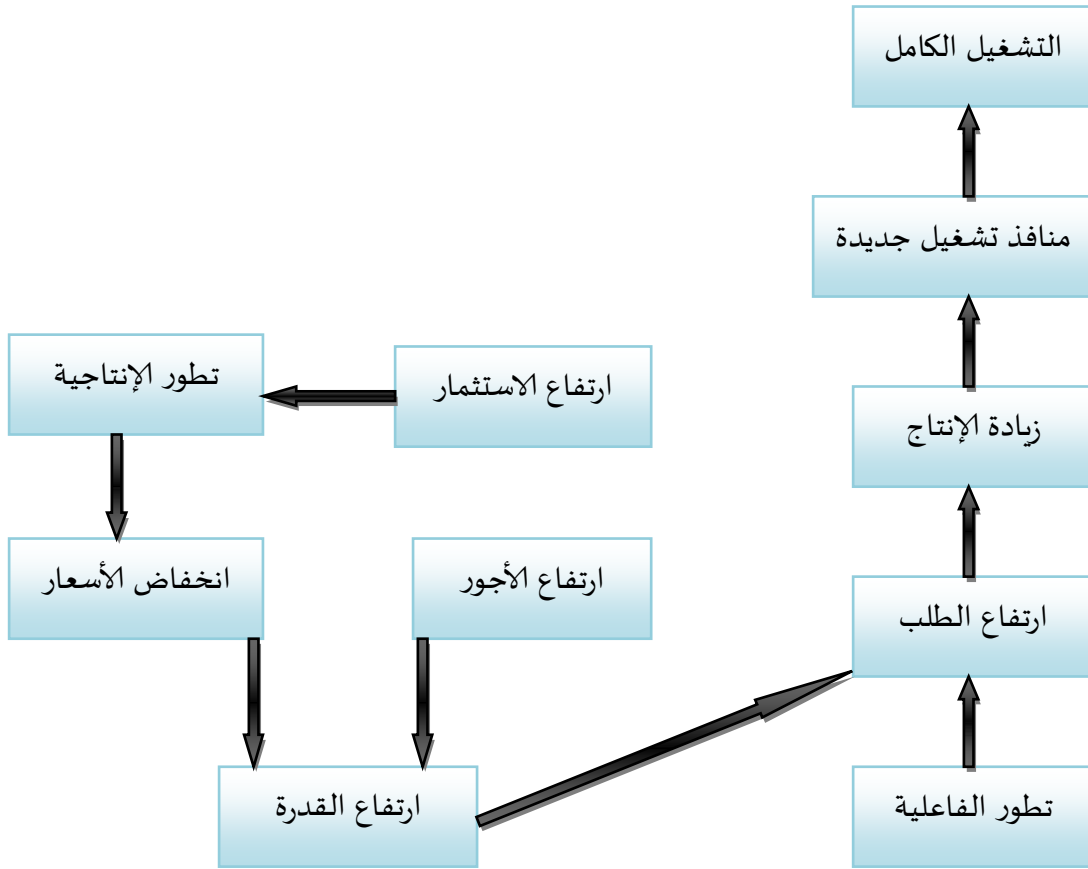 التشغيل الكامل
منافذ تشغيل جديدة
تطور الإنتاجية
ارتفاع الاستثمار
زيادة الإنتاج
انخفاض الأسعار
ارتفاع الأجور
ارتفاع الطلب
ارتفاع القدرة
تطور الفاعلية